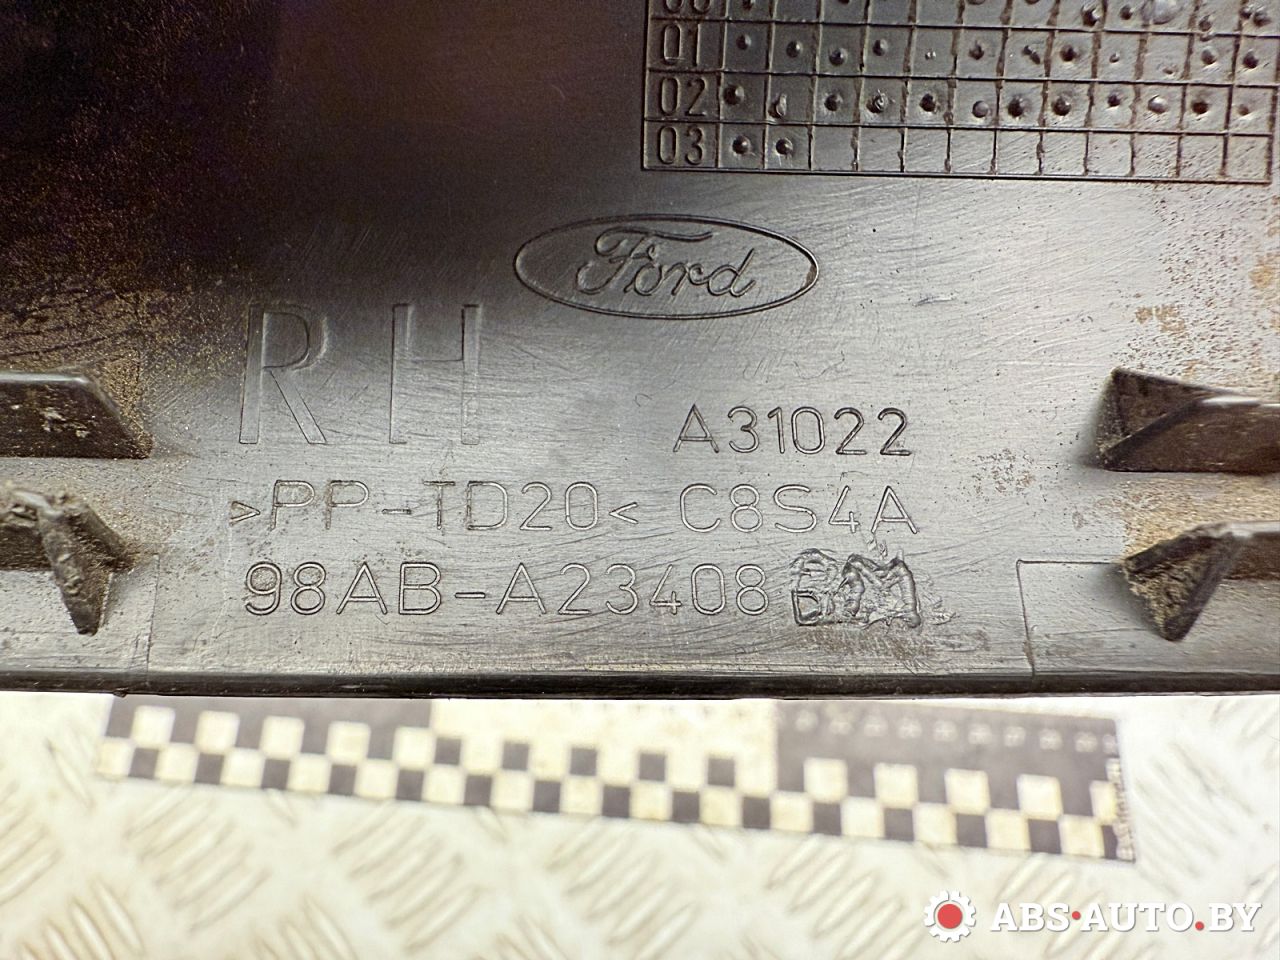 01
02
03
Ford
RH
A31022
>PP-TD20< C8S4A
98AB-A23408
ABS-AUTO.BY